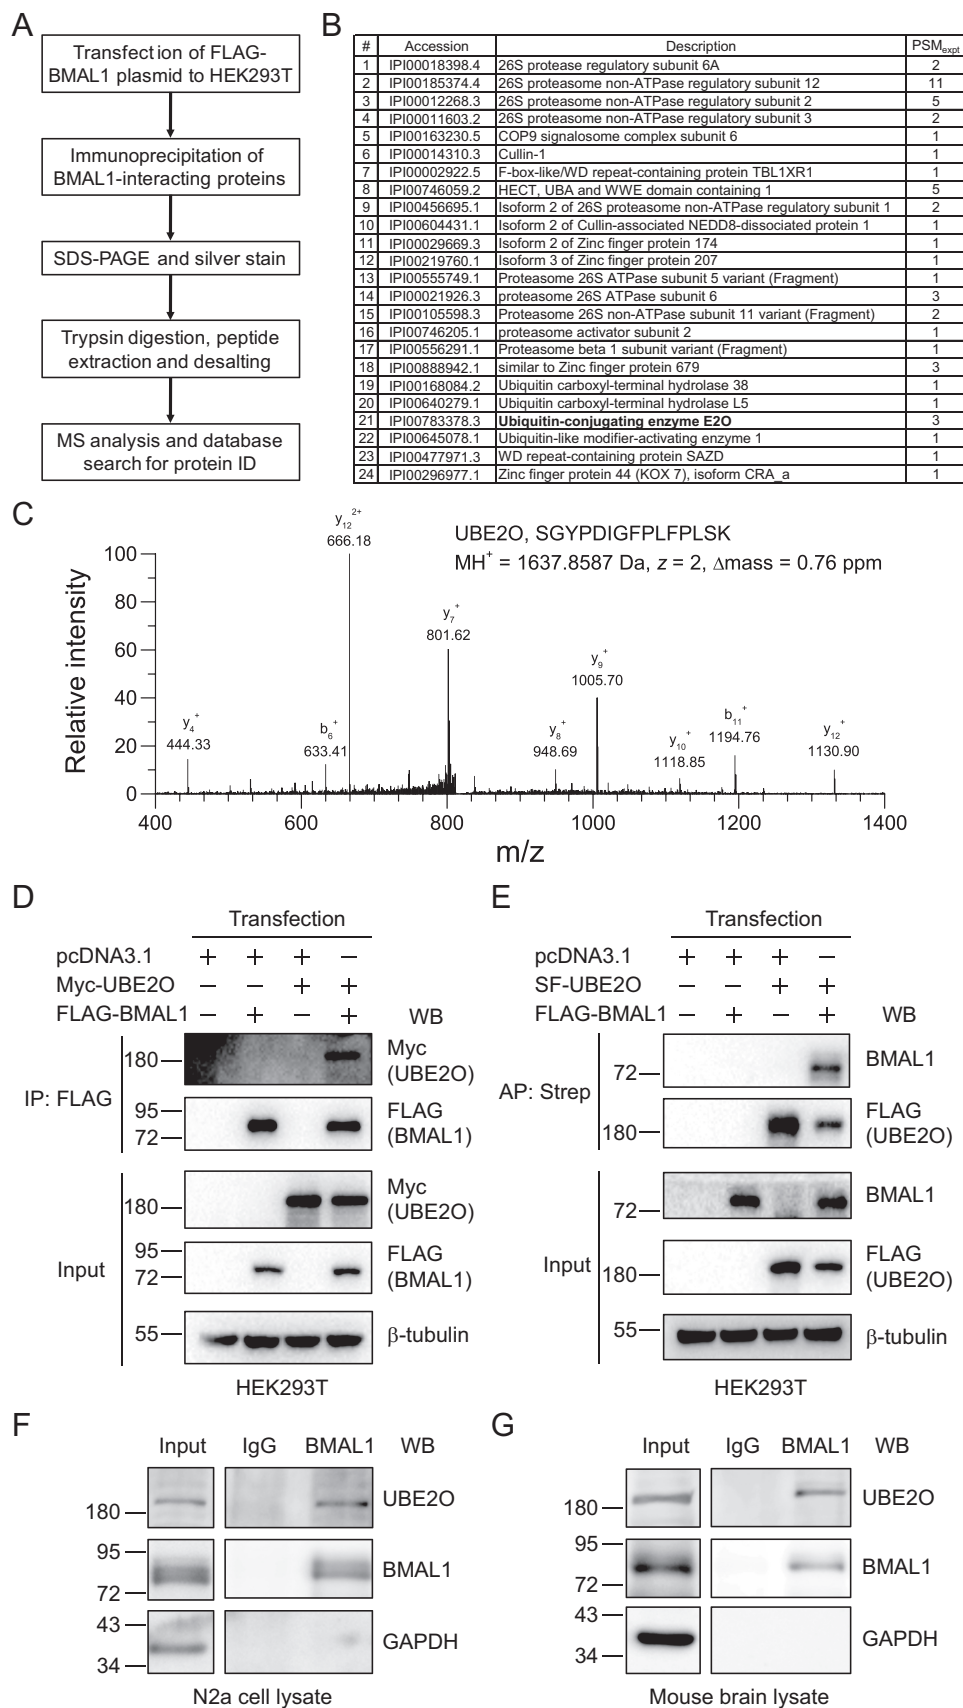 A
Transfection of FLAG-
BMAL1 plasmid to HEK293T
Immunoprecipitation of
BMAL1-interacting proteins
SDS-PAGE and silver stain
Trypsin digestion, peptide
extraction and desalting
MS analysis and database
search for protein ID
B
# Accession Description PSMexpt
1 IPI00018398.4 26S protease regulatory subunit 6A 2
2 IPI00185374.4 26S proteasome non-ATPase regulatory subunit 12 11
3 IPI00012268.3 26S proteasome non-ATPase regulatory subunit 2 5
4 IPI00011603.2 26S proteasome non-ATPase regulatory subunit 3 2
5 IPI00163230.5 COP9 signalosome complex subunit 6 1
6 IPI00014310.3 Cullin-1 1
7 IPI00002922.5 F-box-like/WD repeat-containing protein TBL1XR1 1
8 IPI00746059.2 HECT, UBA and WWE domain containing 1 5
9 IPI00456695.1 Isoform 2 of 26S proteasome non-ATPase regulatory subunit 1 2
10 IPI00604431.1 Isoform 2 of Cullin-associated NEDD8-dissociated protein 1 1
11 IPI00029669.3 Isoform 2 of Zinc finger protein 174 1
12 IPI00219760.1 Isoform 3 of Zinc finger protein 207 1
13 IPI00555749.1 Proteasome 26S ATPase subunit 5 variant (Fragment) 1
14 IPI00021926.3 proteasome 26S ATPase subunit 6 3
15 IPI00105598.3 Proteasome 26S non-ATPase subunit 11 variant (Fragment) 2
16 IPI00746205.1 proteasome activator subunit 2 1
17 IPI00556291.1 Proteasome beta 1 subunit variant (Fragment) 1
18 IPI00888942.1 similar to Zinc finger protein 679 3
19 IPI00168084.2 Ubiquitin carboxyl-terminal hydrolase 38 1
20 IPI00640279.1 Ubiquitin carboxyl-terminal hydrolase L5 1
21 IPI00783378.3 Ubiquitin-conjugating enzyme E2O 3
22 IPI00645078.1 Ubiquitin-like modifier-activating enzyme 1 1
23 IPI00477971.3 WD repeat-containing protein SAZD 1
24 IPI00296977.1 Zinc finger protein 44 (KOX 7), isoform CRA_a 1
C
UBE2O, SGYPDIGFPLFPLSK
MH+ = 1637.8587 Da, z = 2, Δmass = 0.76 ppm
Relative intensity
100
80
60
40
20
0
y4+
444.33
b6+
633.41
y12 2+
666.18
y7+
801.62
y8+
948.69
y9+
1005.70
y10+
1118.85
b11+
1194.76
y12+
1130.90
400 600 800 1000 1200 1400
m/z
D
Transfection
pcDNA3.1 + + + −
Myc-UBE2O − − + +
FLAG-BMAL1 − + − + WB
IP: FLAG
180 Myc
(UBE2O)
95
72
FLAG
(BMAL1)
Input
180 Myc
(UBE2O)
95
72
FLAG
(BMAL1)
55 β-tubulin
HEK293T
E
Transfection
pcDNA3.1 + + + −
SF-UBE2O − − + +
FLAG-BMAL1 − + − + WB
AP: Strep
72 BMAL1
180 FLAG
(UBE2O)
Input
72 BMAL1
180 FLAG
(UBE2O)
55 β-tubulin
HEK293T
F
Input IgG BMAL1 WB
180 UBE2O
95
72
BMAL1
43
34
GAPDH
N2a cell lysate
G
Input IgG BMAL1 WB
180 UBE2O
95
72
BMAL1
43
34
GAPDH
Mouse brain lysate